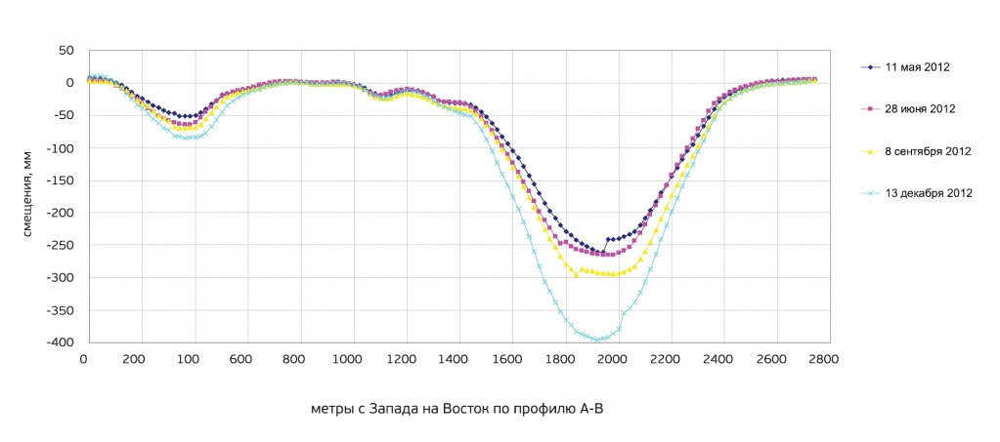 50
0
-50
-100
-150
-200
-250
-300
-350
-400
смещения, мм
0 200 100 600 800 1000 1200 1400 1600 2000 2200 2400 2600 2800
метры с Запада на Восток по профилю А-В
11 мая 2012
28 июня 2012
8 сентября 2012
13 декабря 2012